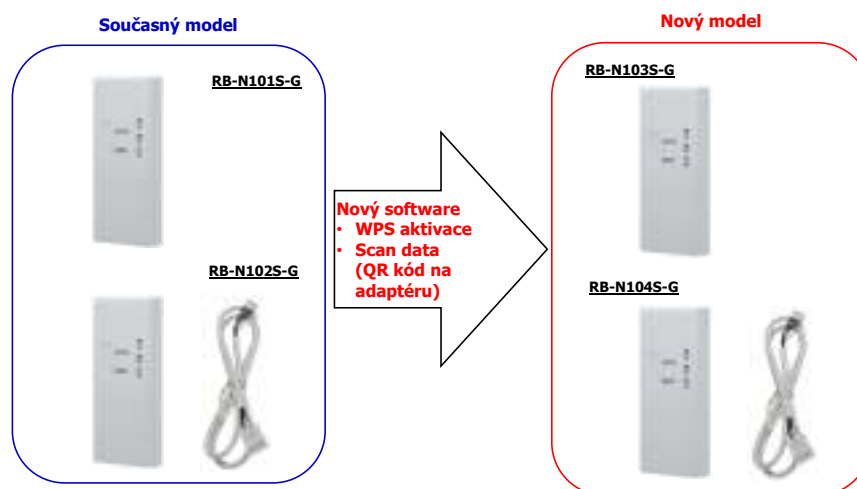 Současný model
RB-N101S-G
RB-N102S-G
Nový software
• WPS aktivace
• Scan data
(QR kód na
adaptéru)
Nový model
RB-N103S-G
RB-N104S-G